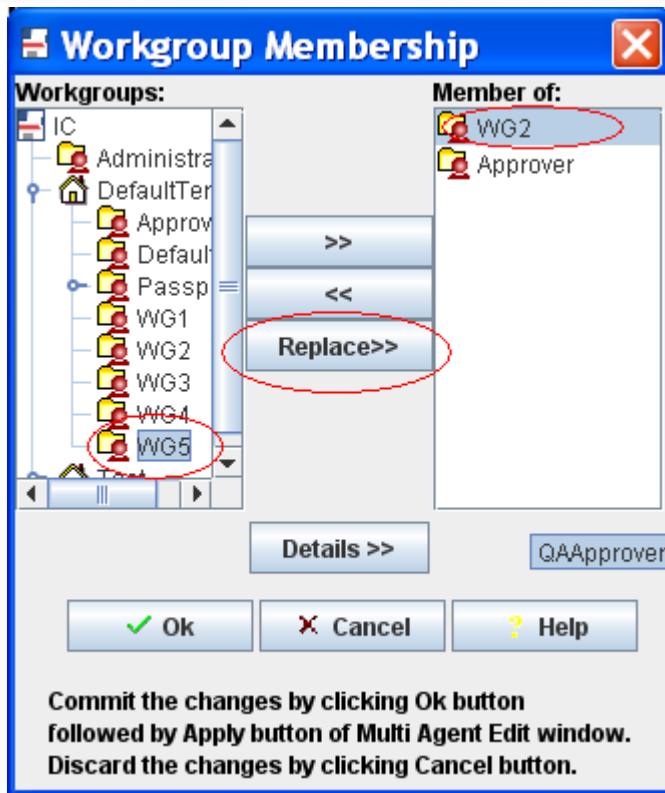 Workgroup Membership
Workgroups:
Member of:
IC
Administra
DefaultTer
Approv
Defaul
Passp
WG1
WG2
WG3
WG4
WG5
WG2
Approver
>>
<<
Replace>>
Details >>
QAApprover
Ok
Cancel
? Help
Commit the changes by clicking Ok button
followed by Apply button of Multi Agent Edit window.
Discard the changes by clicking Cancel button.